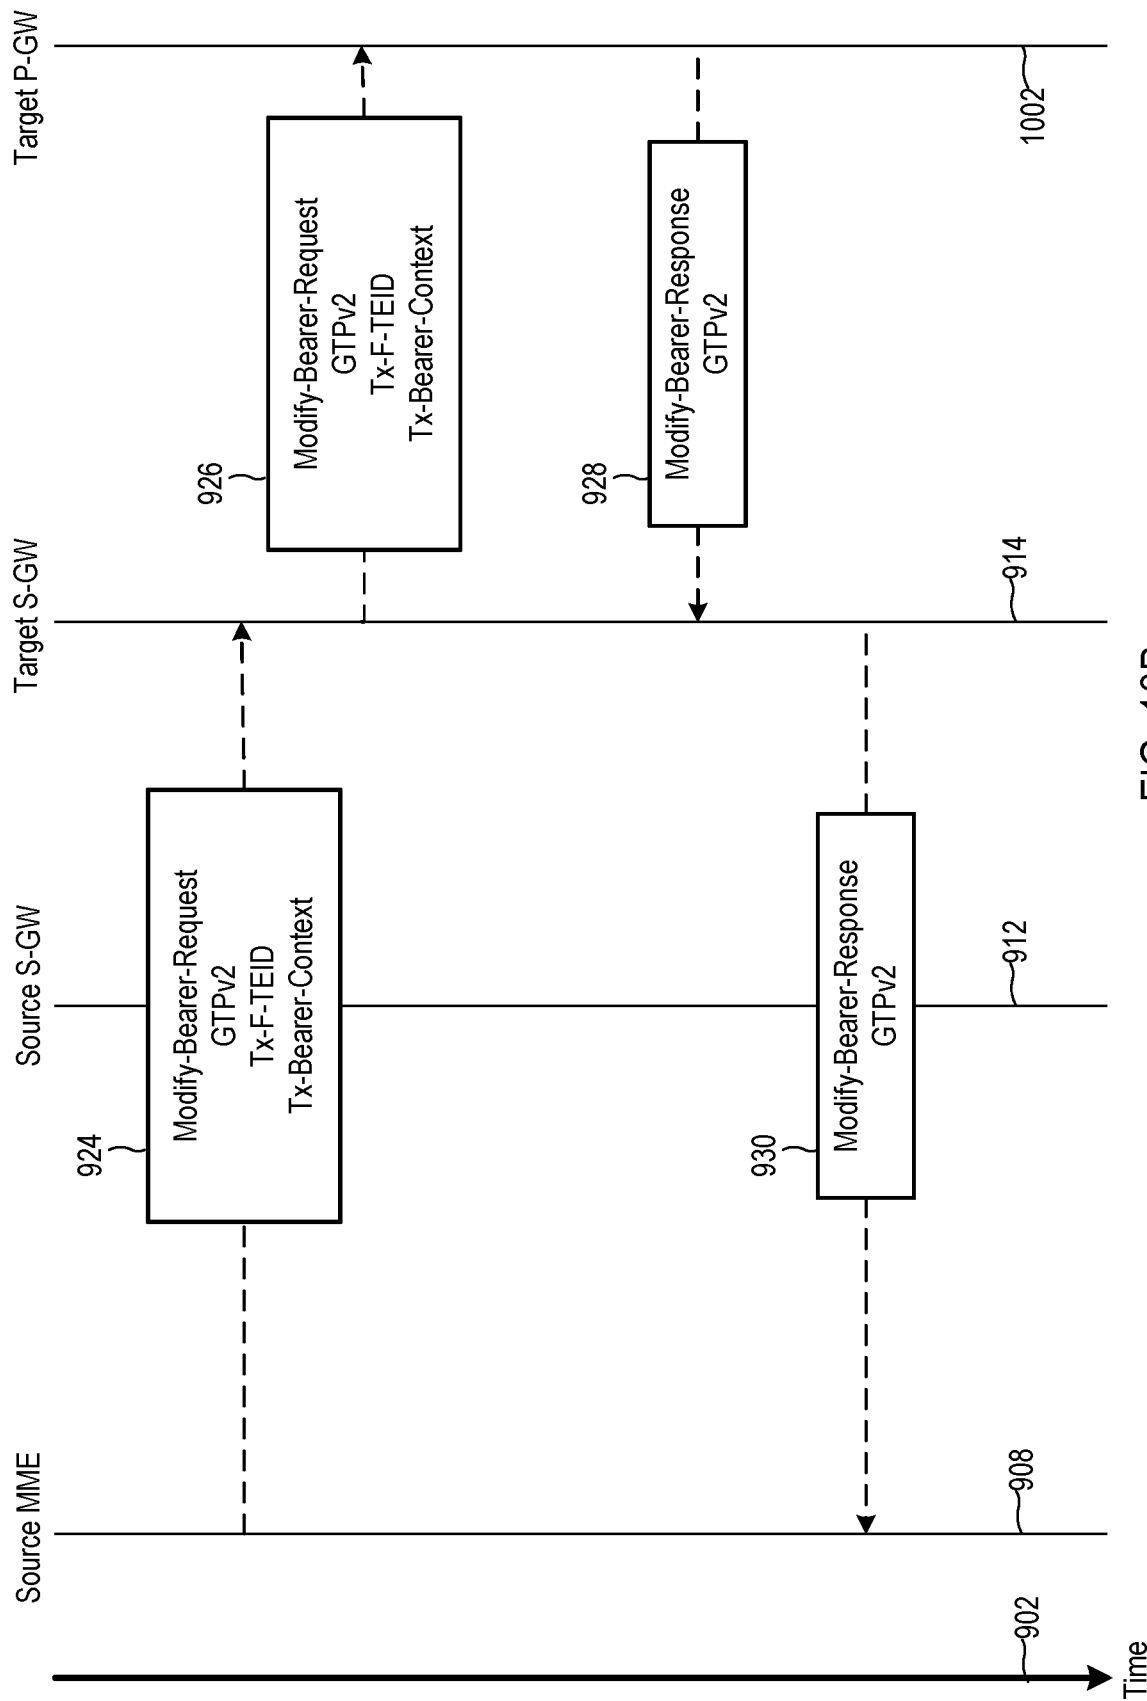 Source MME
Source S-GW
Target S-GW
Target P-GW
924
Modify-Bearer-Request
GTPv2
Tx-F-TEID
Tx-Bearer-Context
926
Modify-Bearer-Request
GTPv2
Tx-F-TEID
Tx-Bearer-Context
928
Modify-Bearer-Response
GTPv2
930
Modify-Bearer-Response
GTPv2
902
908
912
914
1002
Time